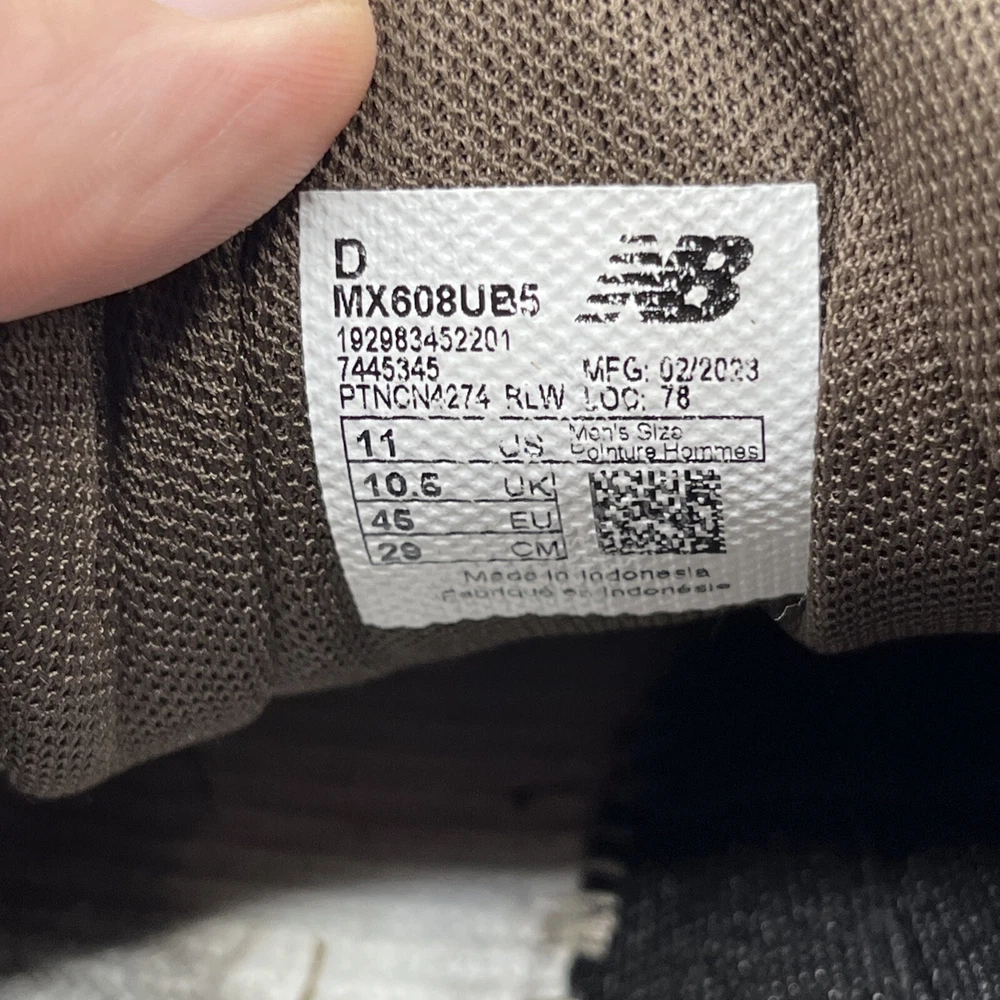 D
NB
MX608UB5
192983452201
7445345 MFG: 02/2023
PTNCN4274 RLW LOC: 78
11 US Men's Size
Pointure Hommes
10.5 UK
45 EU
29 CM
Made in Indonesia
Fabriqué en Indonésie